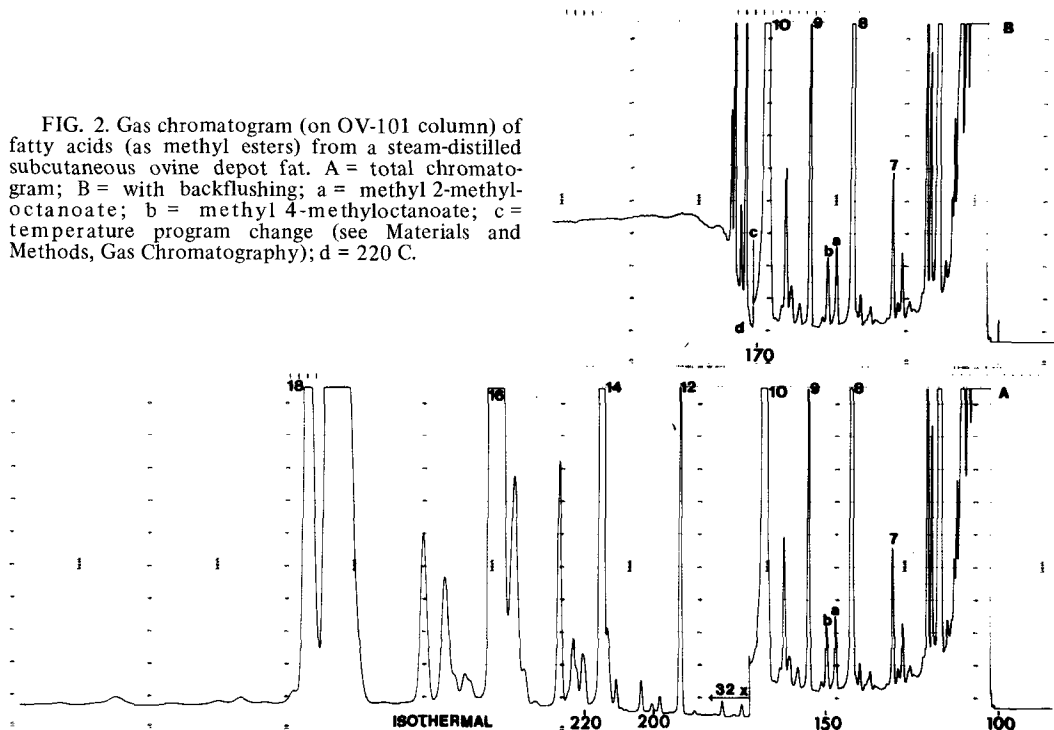 FIG. 2. Gas chromatogram (on OV-101 column) of
fatty acids (as methyl esters) from a steam-distilled
subcutaneous ovine depot fat. A = total chromato-
gram; B = with backflushing; a = methyl 2-methyl-
octanoate; b = methyl 4-methyloctanoate; c =
temperature program change (see Materials and
Methods, Gas Chromatography); d = 220 C.
10 9 8 B
7
c b a
d
170
18 16 14 12 10 9 8 A
7
b a
32 x
ISOTHERMAL 220 200 150 100